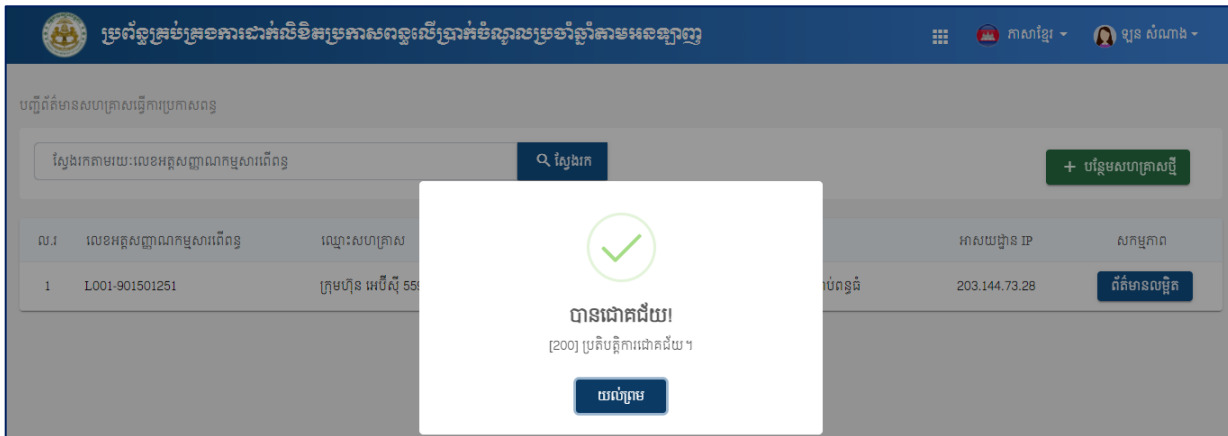 ប្រព័ន្ធគ្រប់គ្រងការដាក់លិខិតប្រកាសពន្ធលើប្រាក់ចំណូលប្រចាំឆ្នាំតាមអនឡាញ
ភាសាខ្មែរ
ឡុន សំណាង
បញ្ជីព័ត៌មានសហគ្រាសធ្វើការប្រកាសពន្ធ
ស្វែងរកតាមរយៈលេខអត្តសញ្ញាណកម្មសារពើពន្ធ
ស្វែងរក
+ បន្ថែមសហគ្រាសថ្មី
ល.រ លេខអត្តសញ្ញាណកម្មសារពើពន្ធ ឈ្មោះសហគ្រាស អាសយដ្ឋាន IP សកម្មភាព
1 L001-901501251 ក្រុមហ៊ុន អេប៊ីស៊ី 203.144.73.28 ព័ត៌មានលម្អិត
បានជោគជ័យ!
[200] ប្រតិបត្តិការជោគជ័យ។
យល់ព្រម